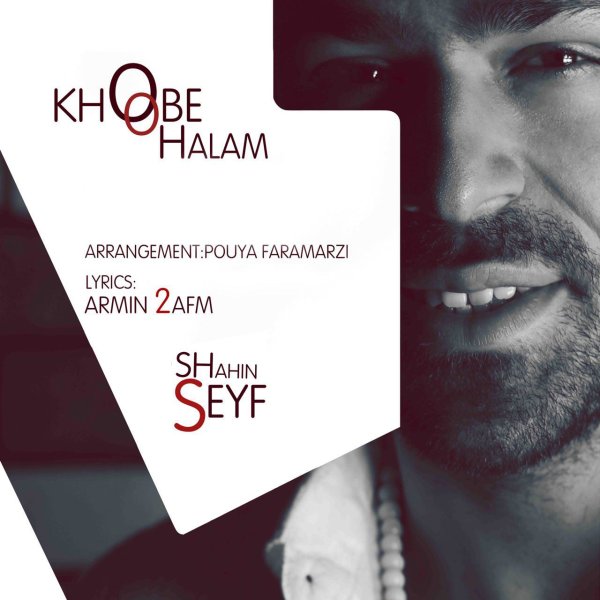 KHOOBE
HALAM
ARRANGEMENT:POUYA FARAMARZI
LYRICS:
ARMIN 2AFM
SHAHIN
SEYF